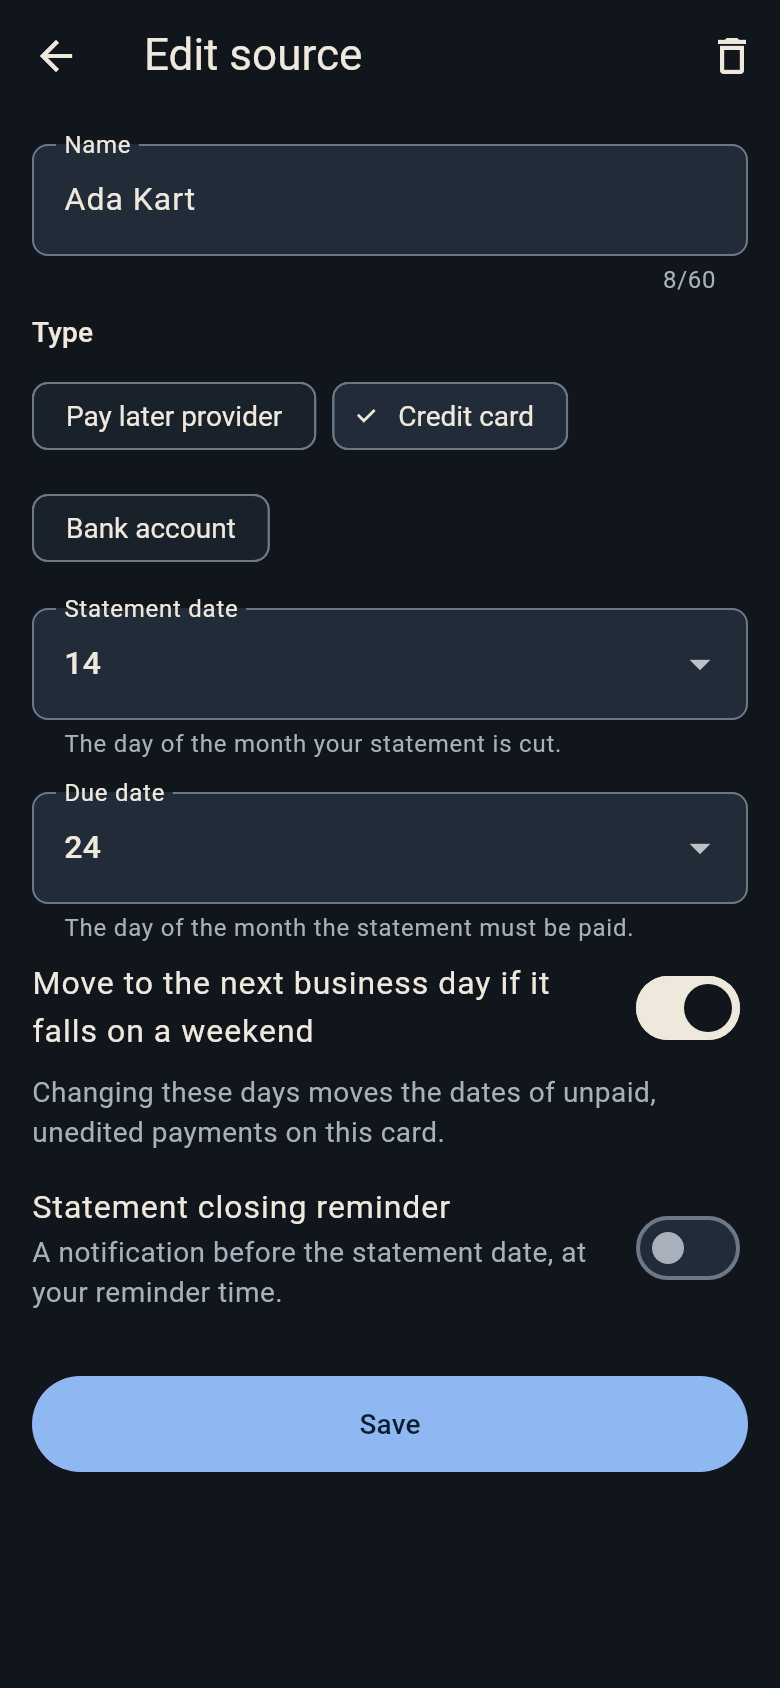 Edit source
Name
Ada Kart
8/60
Type
Pay later provider
Credit card
Bank account
Statement date
14
The day of the month your statement is cut.
Due date
24
The day of the month the statement must be paid.
Move to the next business day if it
falls on a weekend
Changing these days moves the dates of unpaid,
unedited payments on this card.
Statement closing reminder
A notification before the statement date, at
your reminder time.
Save